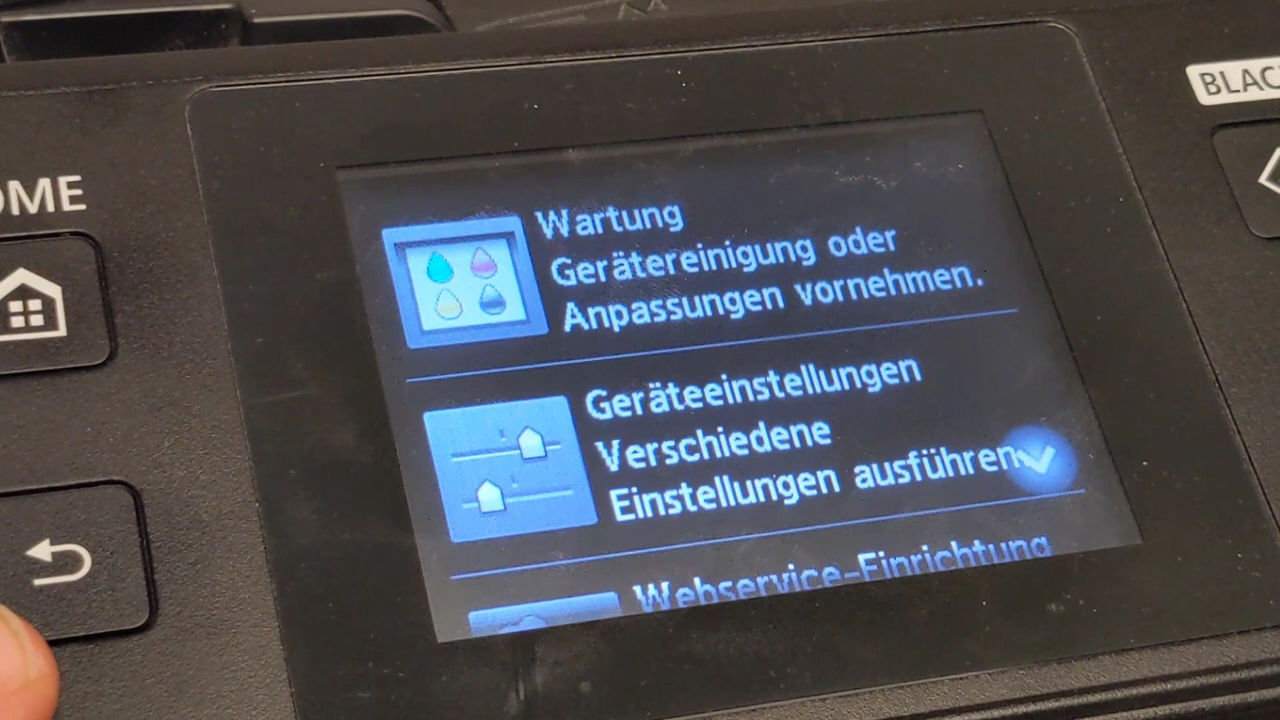 BLAC
OME
Wartung
Gerätereinigung oder
Anpassungen vornehmen.
Geräteeinstellungen
Verschiedene
Einstellungen ausführen
Webservice-Einrichtung